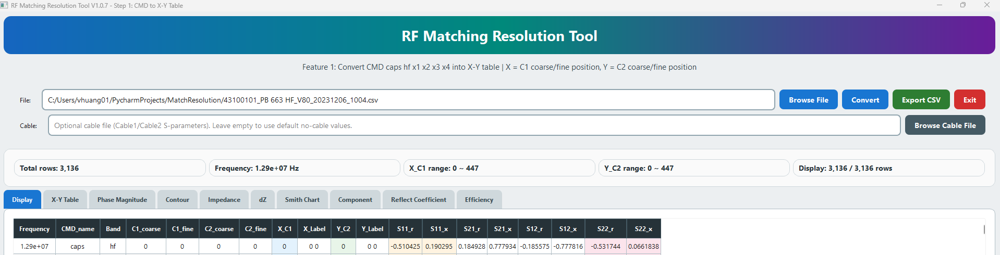 RF Matching Resolution Tool V1.0.7 - Step 1: CMD to X-Y Table
RF Matching Resolution Tool
Feature 1: Convert CMD caps hf x1 x2 x3 x4 into X-Y table | X = C1 coarse/fine position, Y = C2 coarse/fine position
File: C:/Users/vhuang01/PycharmProjects/MatchResolution/43100101_PB 663 HF_V80_20231206_1004.csv Browse File Convert Export CSV Exit
Cable: Optional cable file (Cable1/Cable2 S-parameters). Leave empty to use default no-cable values. Browse Cable File
Total rows: 3,136 Frequency: 1.29e+07 Hz X_C1 range: 0 ~ 447 Y_C2 range: 0 ~ 447 Display: 3,136 / 3,136 rows
Display X-Y Table Phase Magnitude Contour Impedance dZ Smith Chart Component Reflect Coefficient Efficiency
Frequency CMD_name Band C1_coarse C1_fine C2_coarse C2_fine X_C1 X_Label Y_C2 Y_Label S11_r S11_x S21_r S21_x S12_r S12_x S22_r S22_x
1.29e+07 caps hf 0 0 0 0 0 0 0 0 0 0 -0.510425 0.190295 0.184928 0.777934 -0.185575 -0.777816 -0.531744 0.0661838